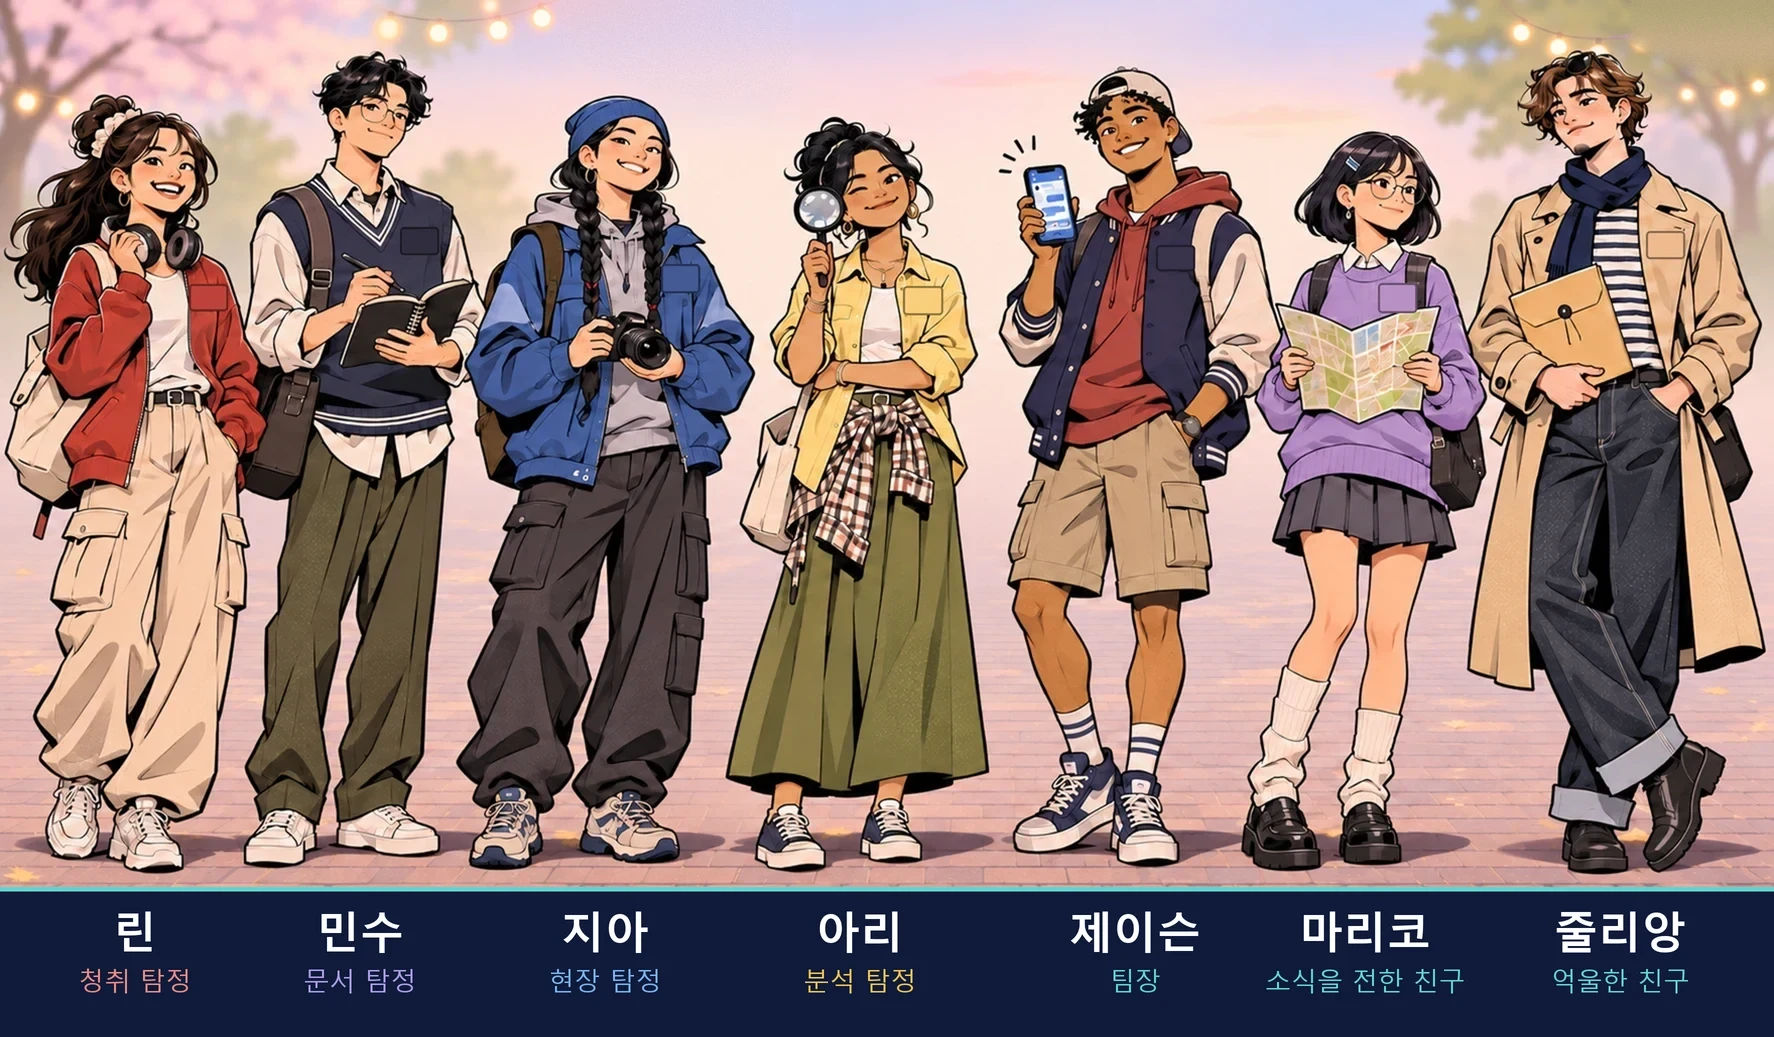 린
청취 탐정
민수
문서 탐정
지아
현장 탐정
아리
분석 탐정
제이슨
팀장
마리코
소식을 전한 친구
줄리앙
억울한 친구